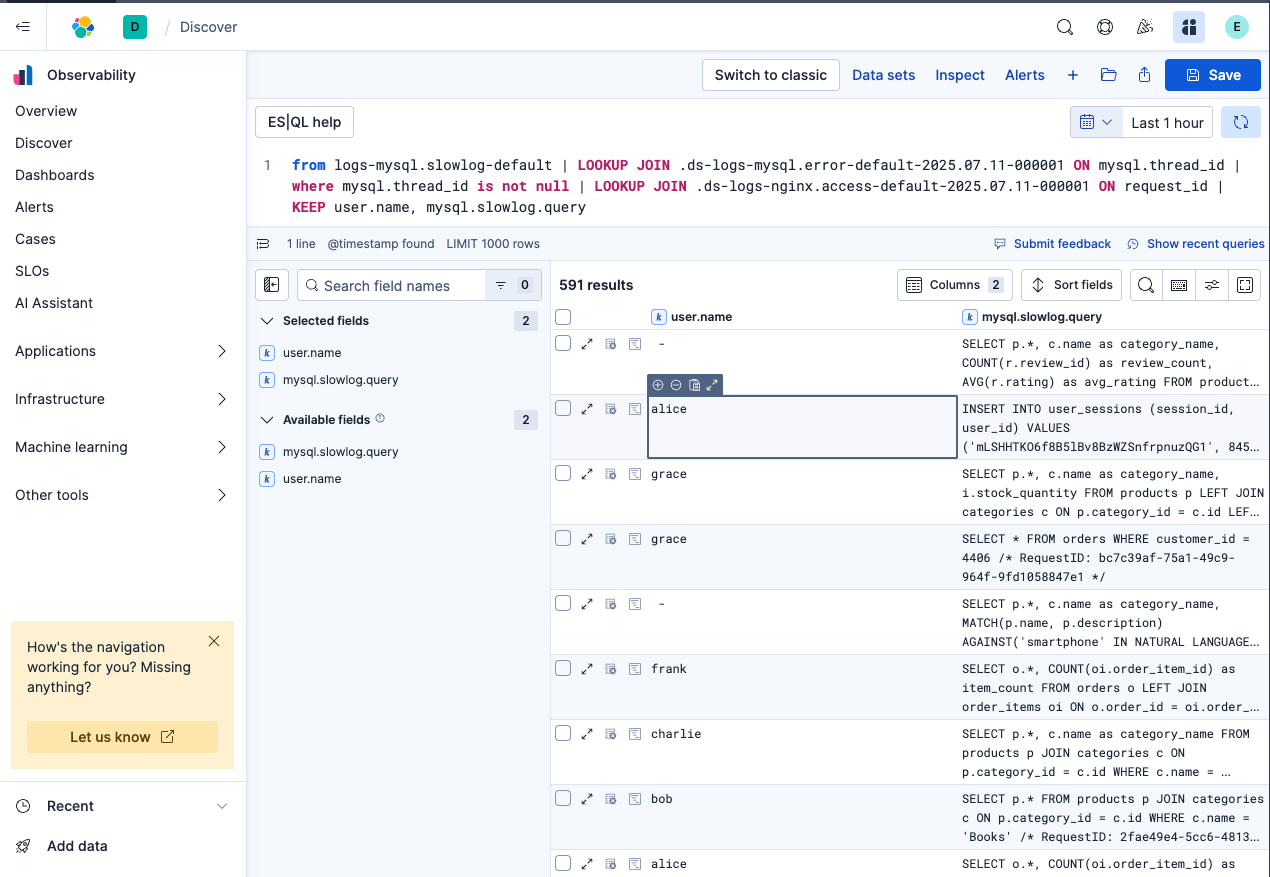 D / Discover
E
Observability
Overview
Discover
Dashboards
Alerts
Cases
SLOs
AI Assistant
Applications
Infrastructure
Machine learning
Other tools
How's the navigation
working for you? Missing
anything?
Let us know
Recent
Add data
Switch to classic
Data sets
Inspect
Alerts
Save
ES|QL help
Last 1 hour
1 from logs-mysql.slowlog-default | LOOKUP JOIN .ds-logs-mysql.error-default-2025.07.11-000001 ON mysql.thread_id |
where mysql.thread_id is not null | LOOKUP JOIN .ds-logs-nginx.access-default-2025.07.11-000001 ON request_id |
KEEP user.name, mysql.slowlog.query
1 line @timestamp found LIMIT 1000 rows
Submit feedback
Show recent queries
Search field names
0
Selected fields 2
k user.name
k mysql.slowlog.query
Available fields 2
k mysql.slowlog.query
k user.name
591 results
Columns 2
Sort fields
k user.name
k mysql.slowlog.query
-
SELECT p.*, c.name as category_name,
COUNT(r.review_id) as review_count,
AVG(r.rating) as avg_rating FROM product…
alice
INSERT INTO user_sessions (session_id,
user_id) VALUES
('mLSHHTKO6f8B5lBv8BzWZSnfrpnuzQG1', 845…
grace
SELECT p.*, c.name as category_name,
i.stock_quantity FROM products p LEFT JOIN
categories c ON p.category_id = c.id LEF…
grace
SELECT * FROM orders WHERE customer_id =
4406 /* RequestID: bc7c39af-75a1-49c9-
964f-9fd1058847e1 */
-
SELECT p.*, c.name as category_name,
MATCH(p.name, p.description)
AGAINST('smartphone' IN NATURAL LANGUAGE…
frank
SELECT o.*, COUNT(oi.order_item_id) as
item_count FROM orders o LEFT JOIN
order_items oi ON o.order_id = oi.order_…
charlie
SELECT p.*, c.name as category_name FROM
products p JOIN categories c ON
p.category_id = c.id WHERE c.name = …
bob
SELECT p.* FROM products p JOIN categories
c ON p.category_id = c.id WHERE c.name =
'Books' /* RequestID: 2fae49e4-5cc6-4813…
alice
SELECT o.*, COUNT(oi.order_item_id) as